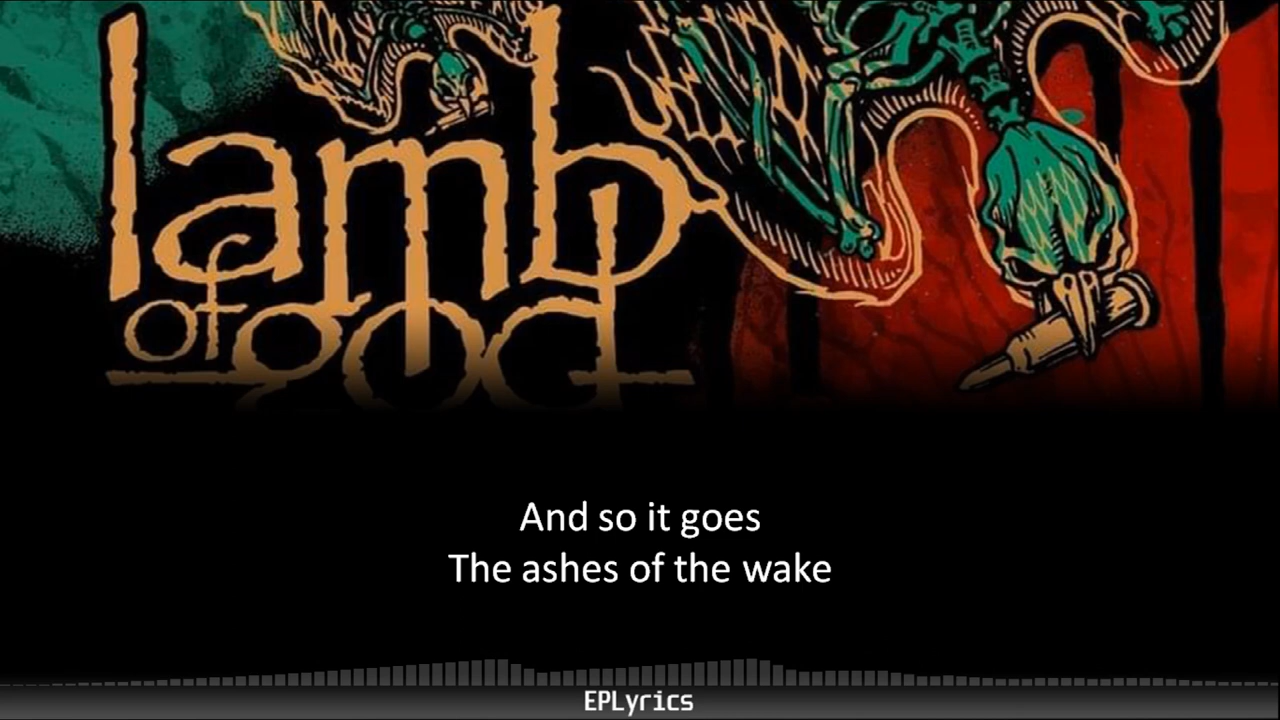 lamb
of god
And so it goes
The ashes of the wake
EPLyrics